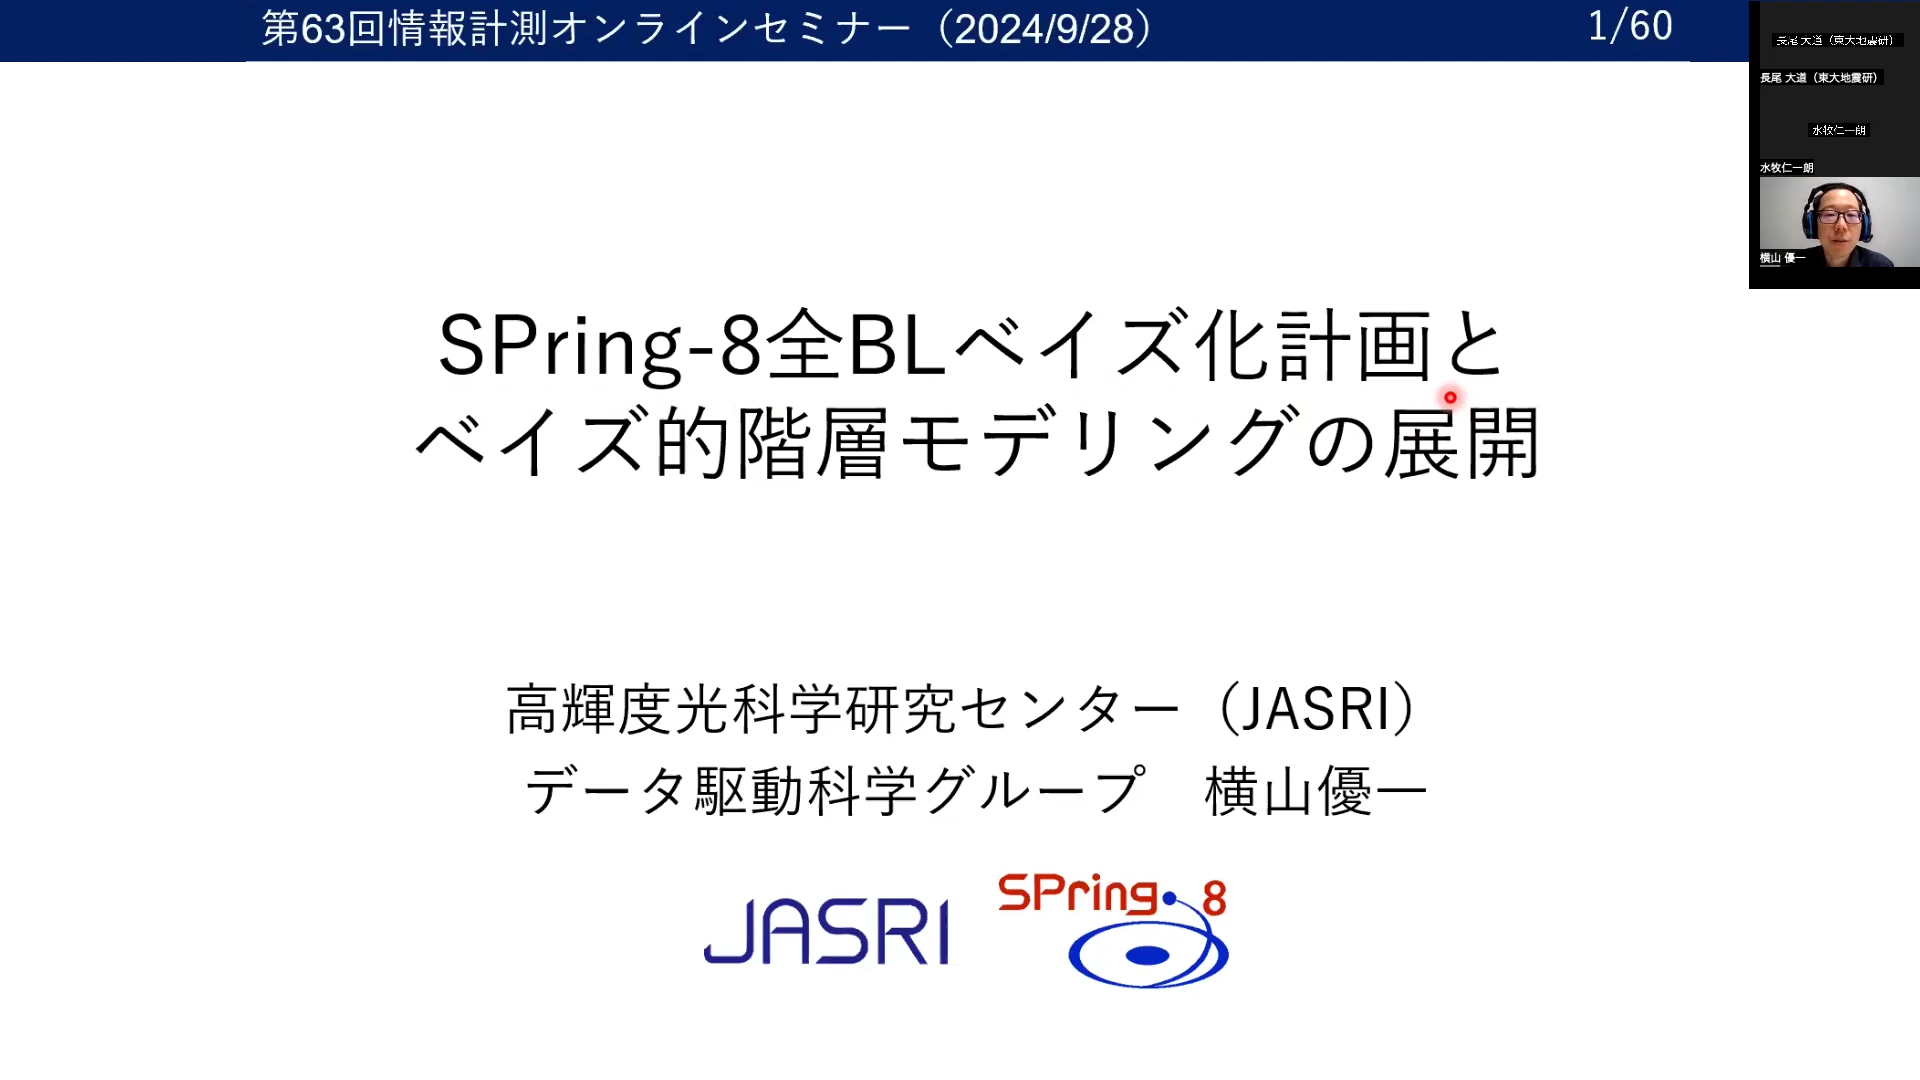 第63回情報計測オンラインセミナー（2024/9/28）
1/60
長尾 大道（東大地震研）
長尾 大道（東大地震研）
水牧仁一朗
水牧仁一朗
横山 優一
SPring-8全BLベイズ化計画と
ベイズ的階層モデリングの展開
高輝度光科学研究センター（JASRI）
データ駆動科学グループ　横山優一
JASRI
SPring-8